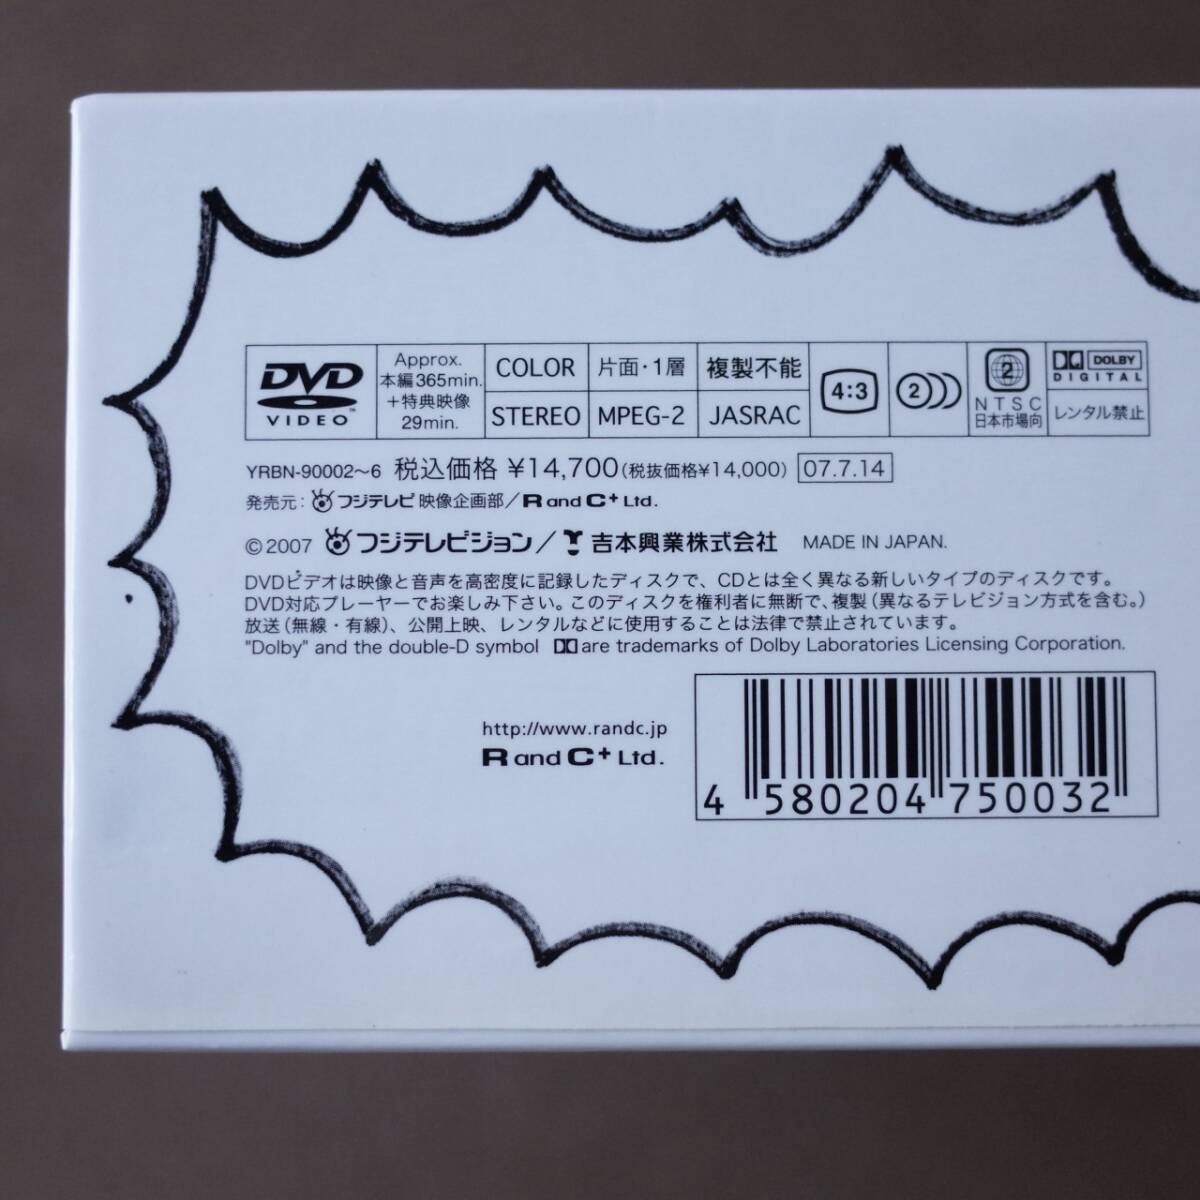 DVD VIDEO™
Approx.
本編365min.
+特典映像
29min.
COLOR
STEREO
片面・1層
MPEG-2
複製不能
JASRAC
4:3
2
2
NTSC
日本市場向
DOLBY
DIGITAL
レンタル禁止
YRBN-90002〜6 税込価格 ¥14,700(税抜価格¥14,000) 07.7.14
発売元: フジテレビ 映像企画部/R and C+ Ltd.
©2007 フジテレビジョン/吉本興業株式会社 MADE IN JAPAN.
DVDビデオは映像と音声を高密度に記録したディスクで、CDとは全く異なる新しいタイプのディスクです。
DVD対応プレーヤーでお楽しみ下さい。このディスクを権利者に無断で、複製(異なるテレビジョン方式を含む。)
放送(無線・有線)、公開上映、レンタルなどに使用することは法律で禁止されています。
"Dolby" and the double-D symbol are trademarks of Dolby Laboratories Licensing Corporation.
http://www.randc.jp
R and C+ Ltd.
4 580204 750032